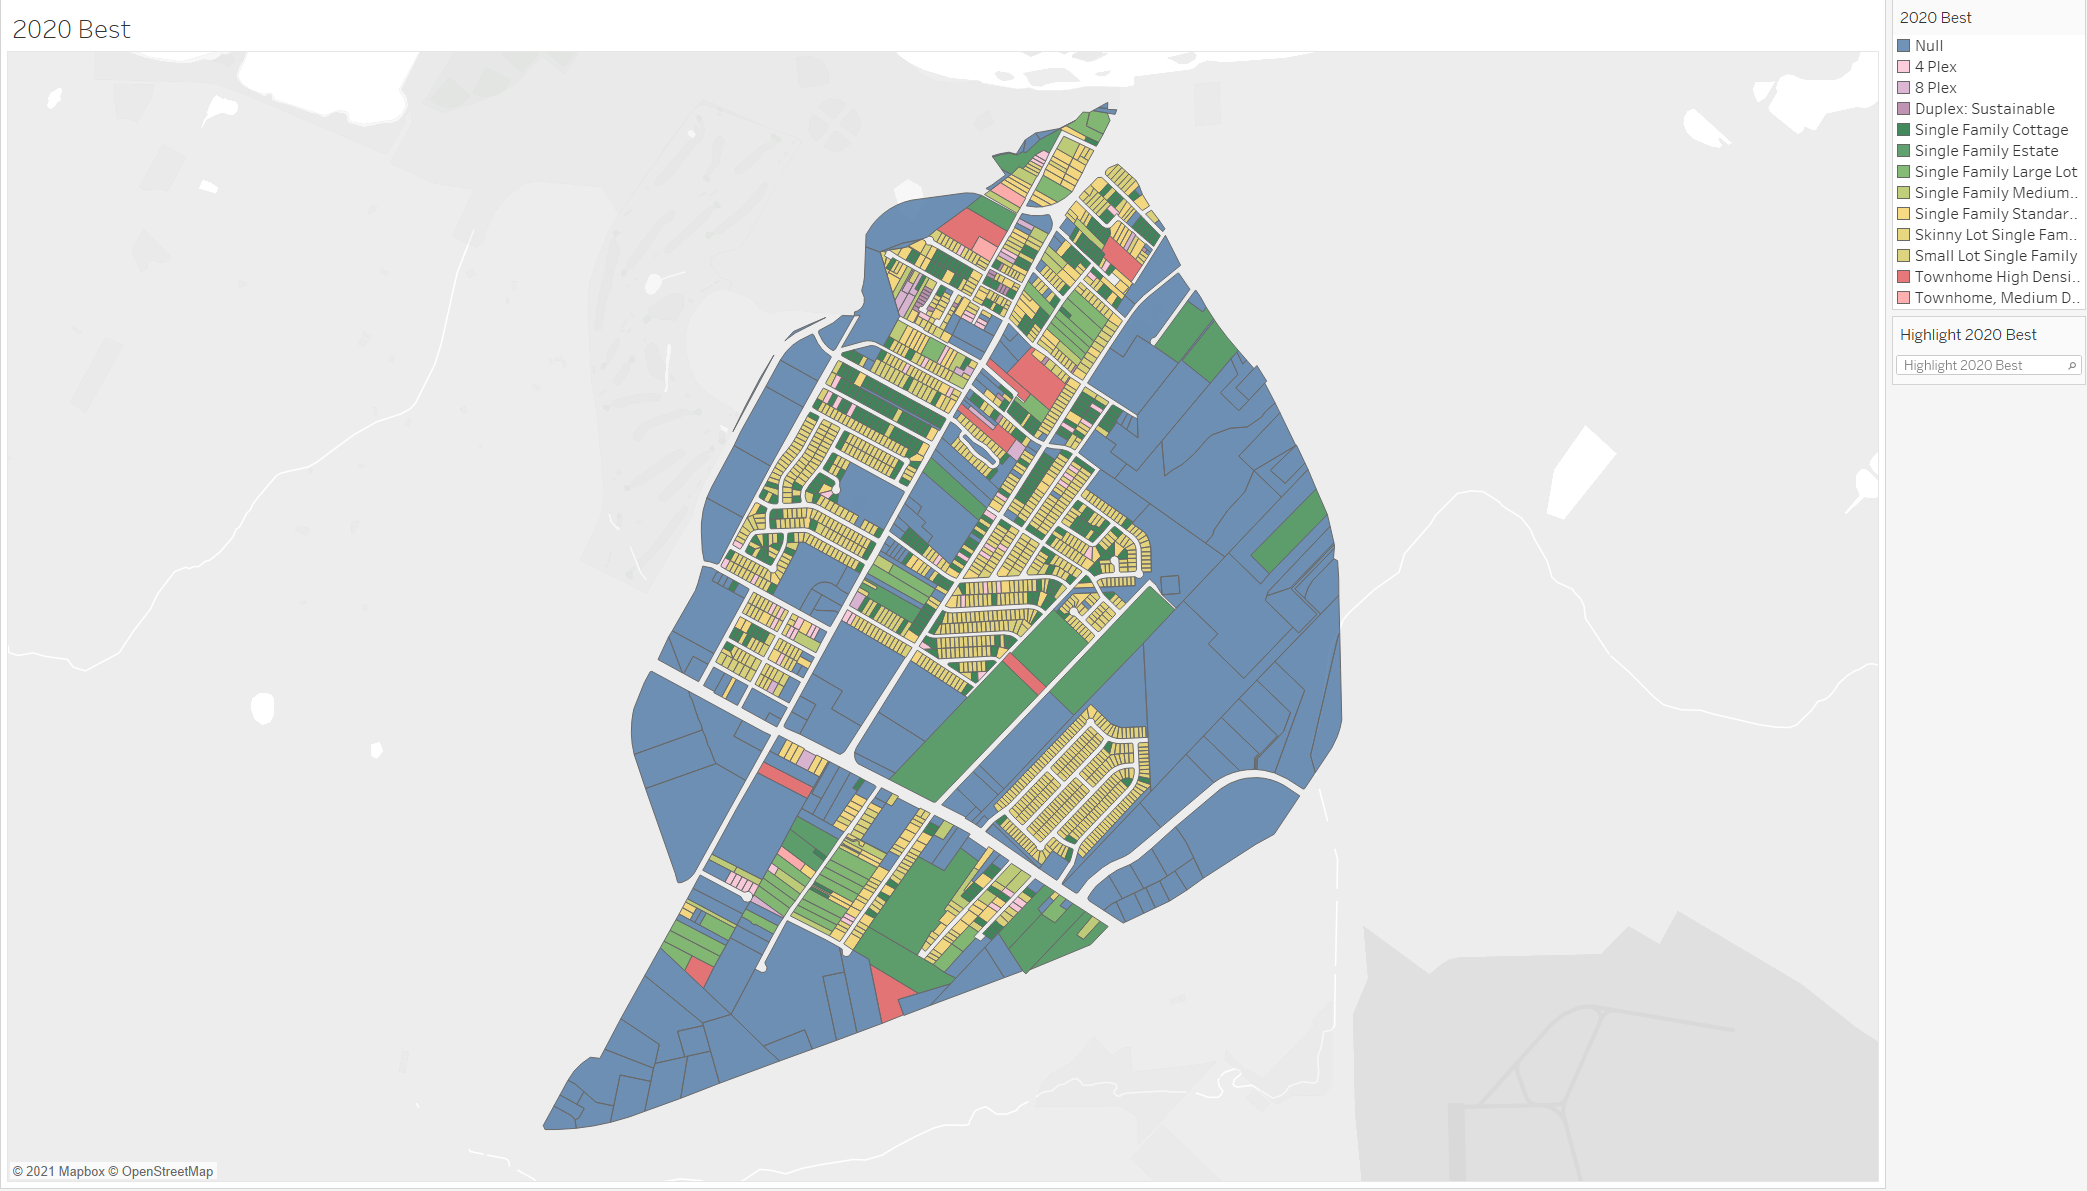 2020 Best
2020 Best
Null
4 Plex
8 Plex
Duplex: Sustainable
Single Family Cottage
Single Family Estate
Single Family Large Lot
Single Family Medium..
Single Family Standar..
Skinny Lot Single Fam..
Small Lot Single Family
Townhome High Densi..
Townhome, Medium D..
Highlight 2020 Best
Highlight 2020 Best
© 2021 Mapbox © OpenStreetMap